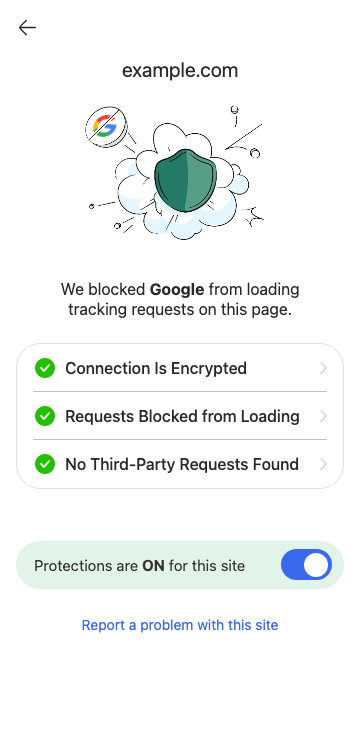 example.com
We blocked Google from loading
tracking requests on this page.
Connection Is Encrypted
Requests Blocked from Loading
No Third-Party Requests Found
Protections are ON for this site
Report a problem with this site